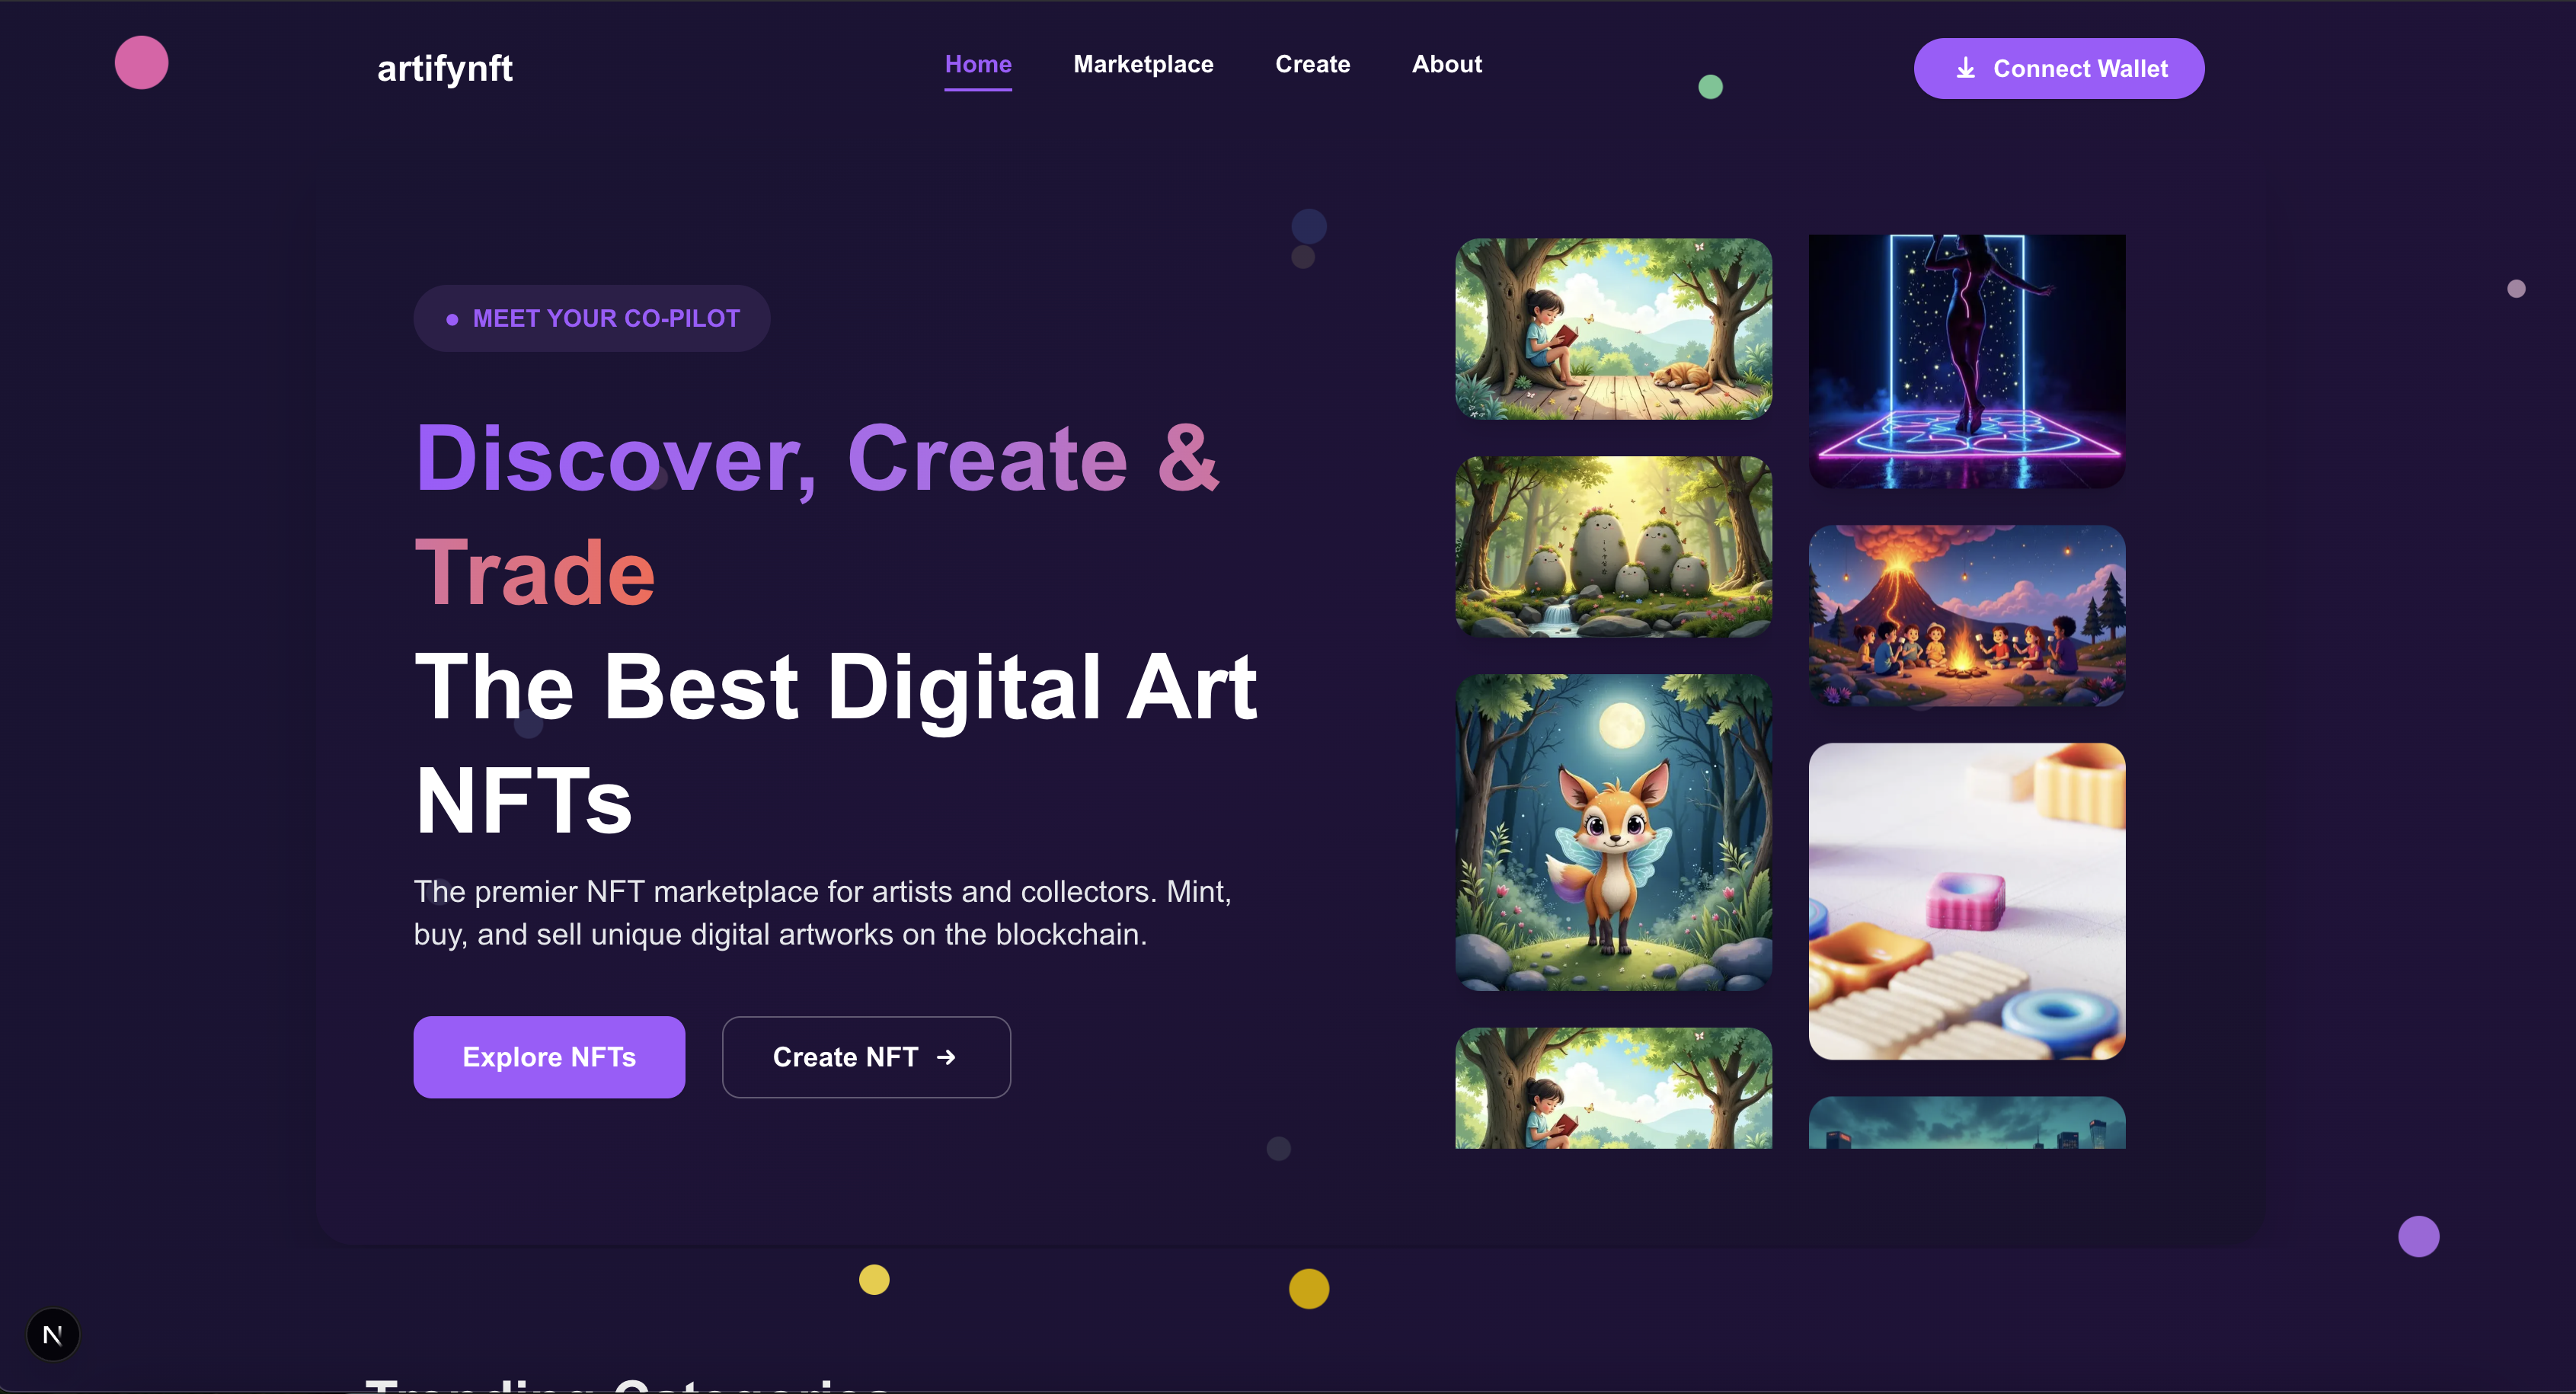 artifynft
Home
Marketplace
Create
About
Connect Wallet
MEET YOUR CO-PILOT
Discover, Create &
Trade
The Best Digital Art
NFTs
The premier NFT marketplace for artists and collectors. Mint,
buy, and sell unique digital artworks on the blockchain.
Explore NFTs
Create NFT →
N
Trending Categories